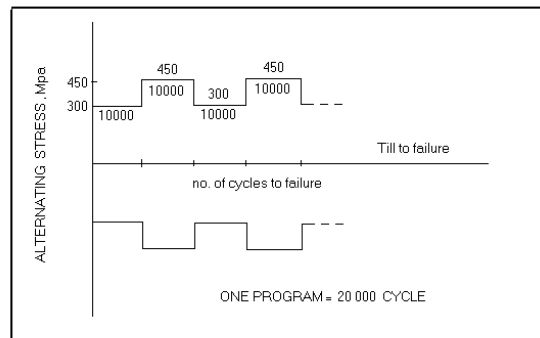 450
450
450
10000
300
10000
300
10000
10000
ALTERNATING STRESS, Mpa
Till to failure
no. of cycles to failure
ONE PROGRAM = 20 000 CYCLE